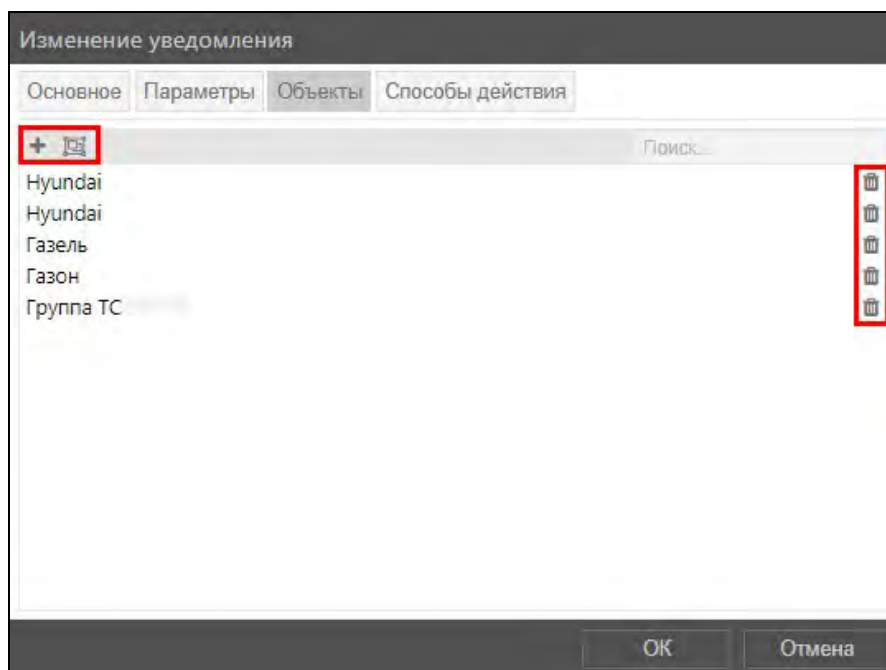 Изменение уведомления
Основное Параметры Объекты Способы действия
Поиск...
Hyundai
Hyundai
Газель
Газон
Группа ТС
ОК Отмена